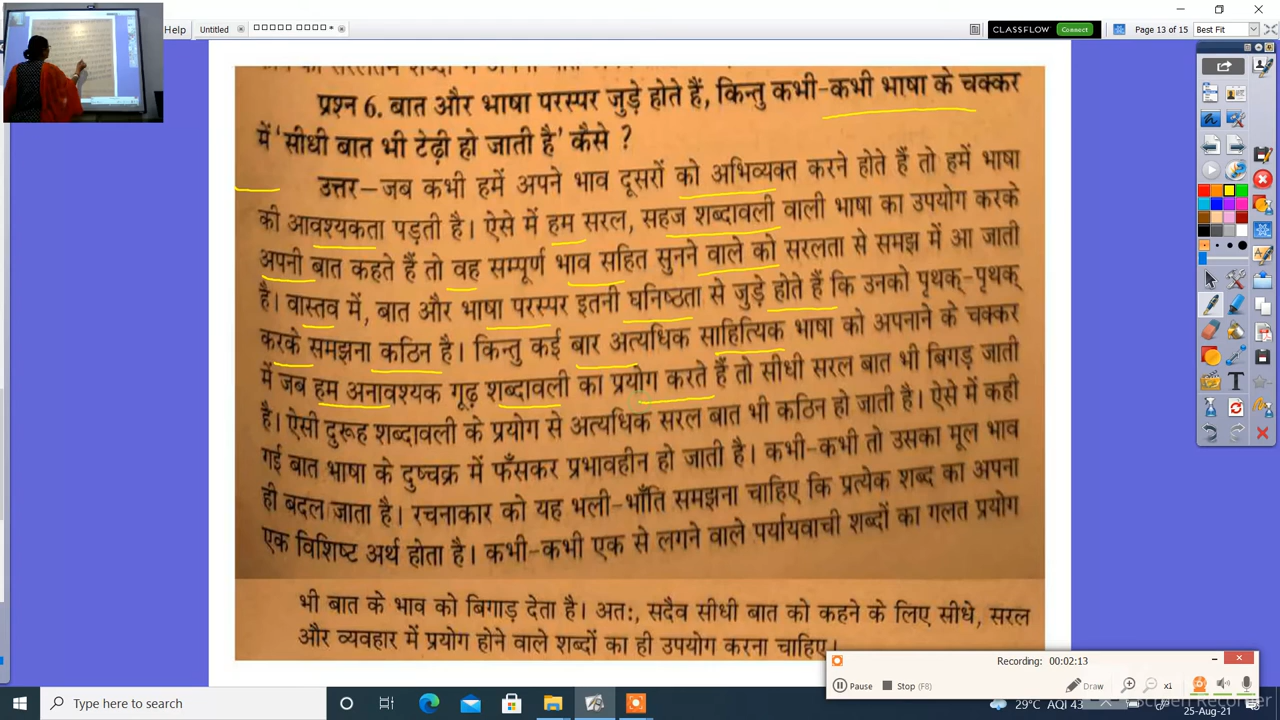 Help Untitled CLASSFLOW Connect Page 13 of 15 Best Fit
प्रश्न 6. बात और भाषा परस्पर जुड़े होते हैं, किन्तु कभी-कभी भाषा के चक्कर
में 'सीधी बात भी टेढ़ी हो जाती है' कैसे ?
उत्तर–जब कभी हमें अपने भाव दूसरों को अभिव्यक्त करने होते हैं तो हमें भाषा
की आवश्यकता पड़ती है। ऐसे में हम सरल, सहज शब्दावली वाली भाषा का उपयोग करके
अपनी बात कहते हैं तो वह सम्पूर्ण भाव सहित सुनने वाले को सरलता से समझ में आ जाती
है। वास्तव में, बात और भाषा परस्पर इतनी घनिष्ठता से जुड़े होते हैं कि उनको पृथक्-पृथक्
करके समझना कठिन है। किन्तु कई बार अत्यधिक साहित्यिक भाषा को अपनाने के चक्कर
में जब हम अनावश्यक गूढ़ शब्दावली का प्रयोग करते हैं तो सीधी सरल बात भी बिगड़ जाती
है। ऐसी दुरूह शब्दावली के प्रयोग से अत्यधिक सरल बात भी कठिन हो जाती है। ऐसे में कही
गई बात भाषा के दुष्चक्र में फँसकर प्रभावहीन हो जाती है। कभी-कभी तो उसका मूल भाव
ही बदल जाता है। रचनाकार को यह भली-भाँति समझना चाहिए कि प्रत्येक शब्द का अपना
एक विशिष्ट अर्थ होता है। कभी-कभी एक से लगने वाले पर्यायवाची शब्दों का गलत प्रयोग
भी बात के भाव को बिगाड़ देता है। अतः, सदैव सीधी बात को कहने के लिए सीधे, सरल
और व्यवहार में प्रयोग होने वाले शब्दों का ही उपयोग करना चाहिए।
Recording: 00:02:13
Pause Stop (F8) Draw x1
Type here to search
29°C AQI 43
25-Aug-21